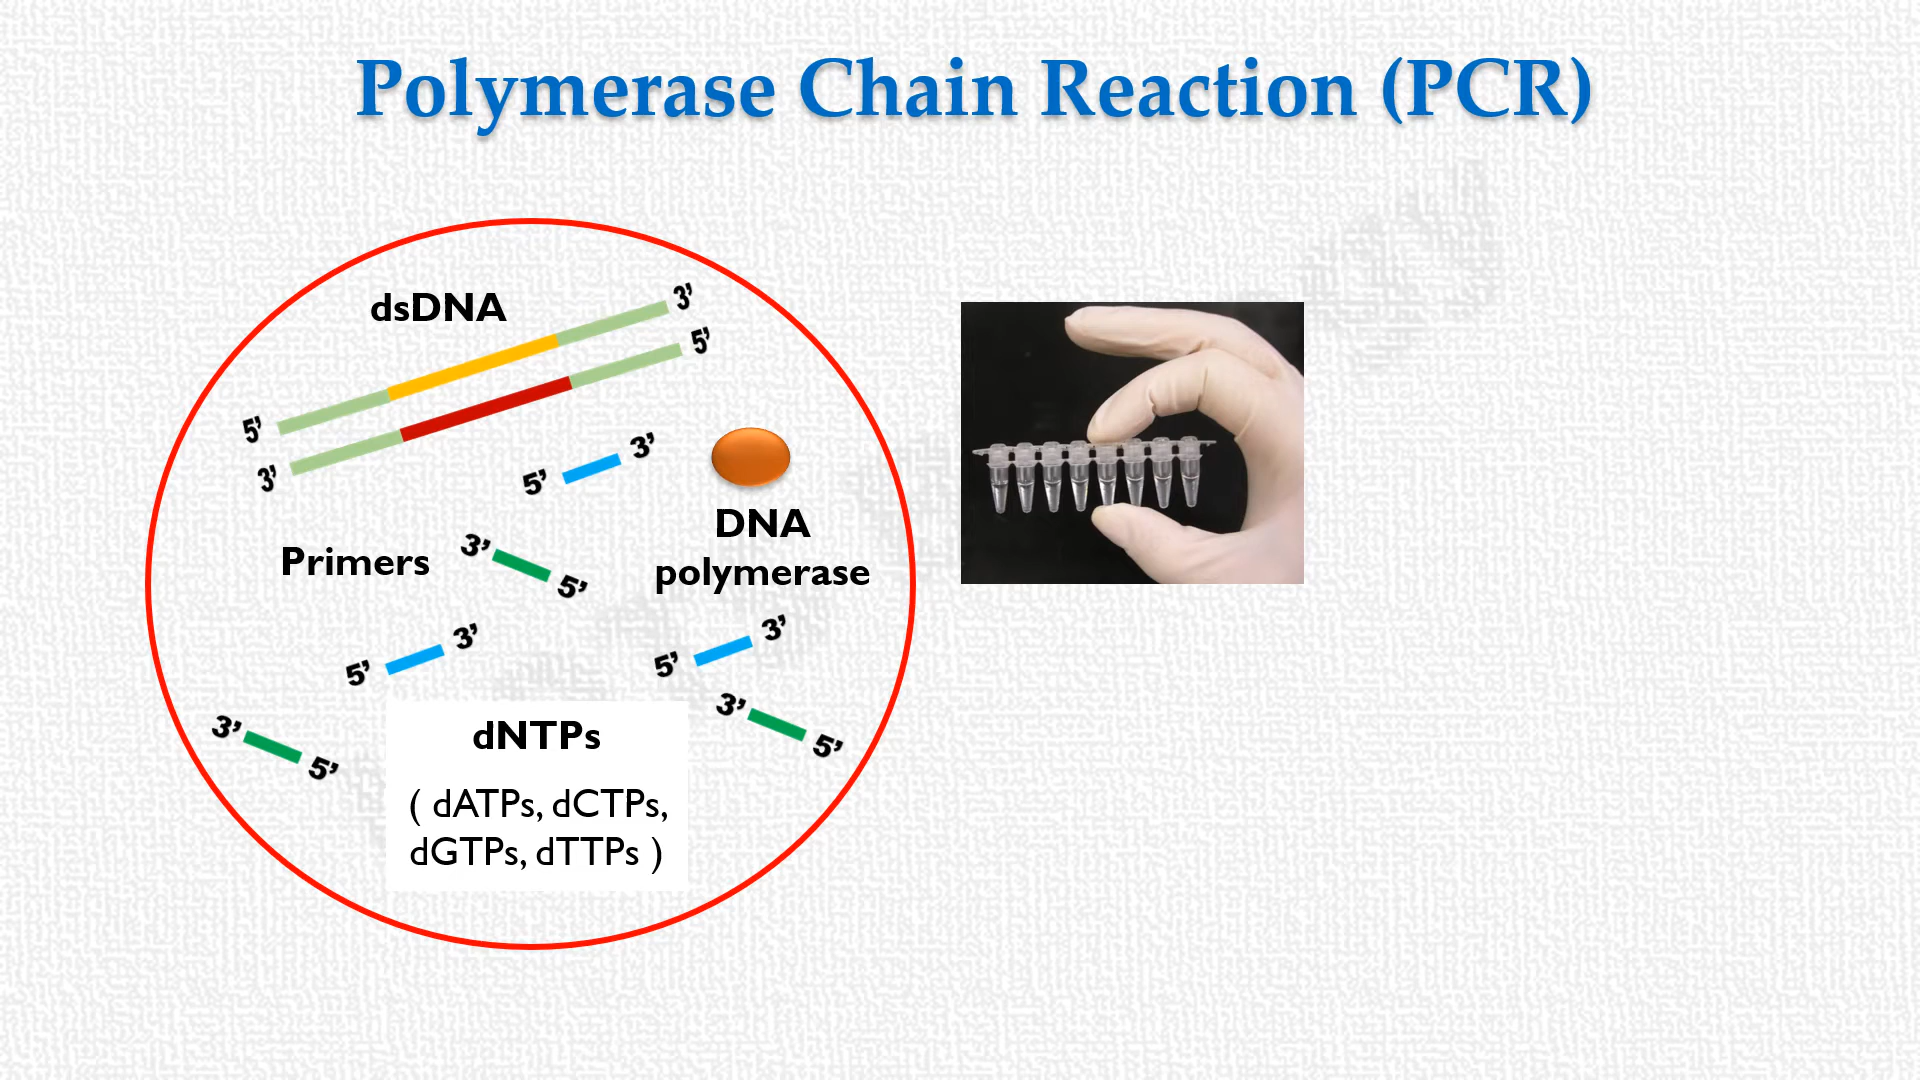 Polymerase Chain Reaction (PCR)
dsDNA
3’
5’
5’
3’
5’
3’
DNA
polymerase
Primers
3’
5’
5’
3’
5’
3’
3’
5’
3’
5’
dNTPs
( dATPs, dCTPs,
dGTPs, dTTPs )